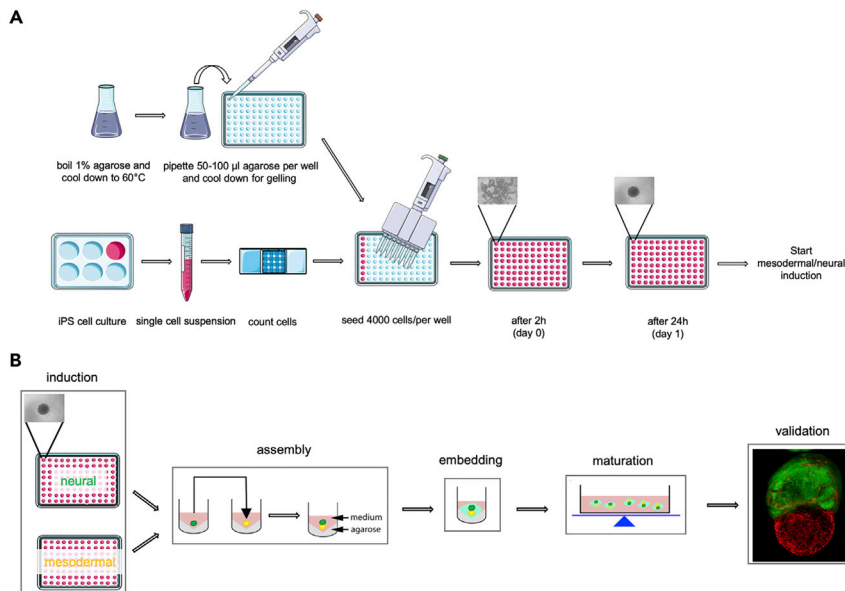 A
boil 1% agarose and
cool down to 60°C
pipette 50-100 µl agarose per well
and cool down for gelling
iPS cell culture
single cell suspension
count cells
seed 4000 cells/per well
after 2h
(day 0)
after 24h
(day 1)
Start
mesodermal/neural
induction
B
induction
neural
mesodermal
assembly
medium
agarose
embedding
maturation
validation